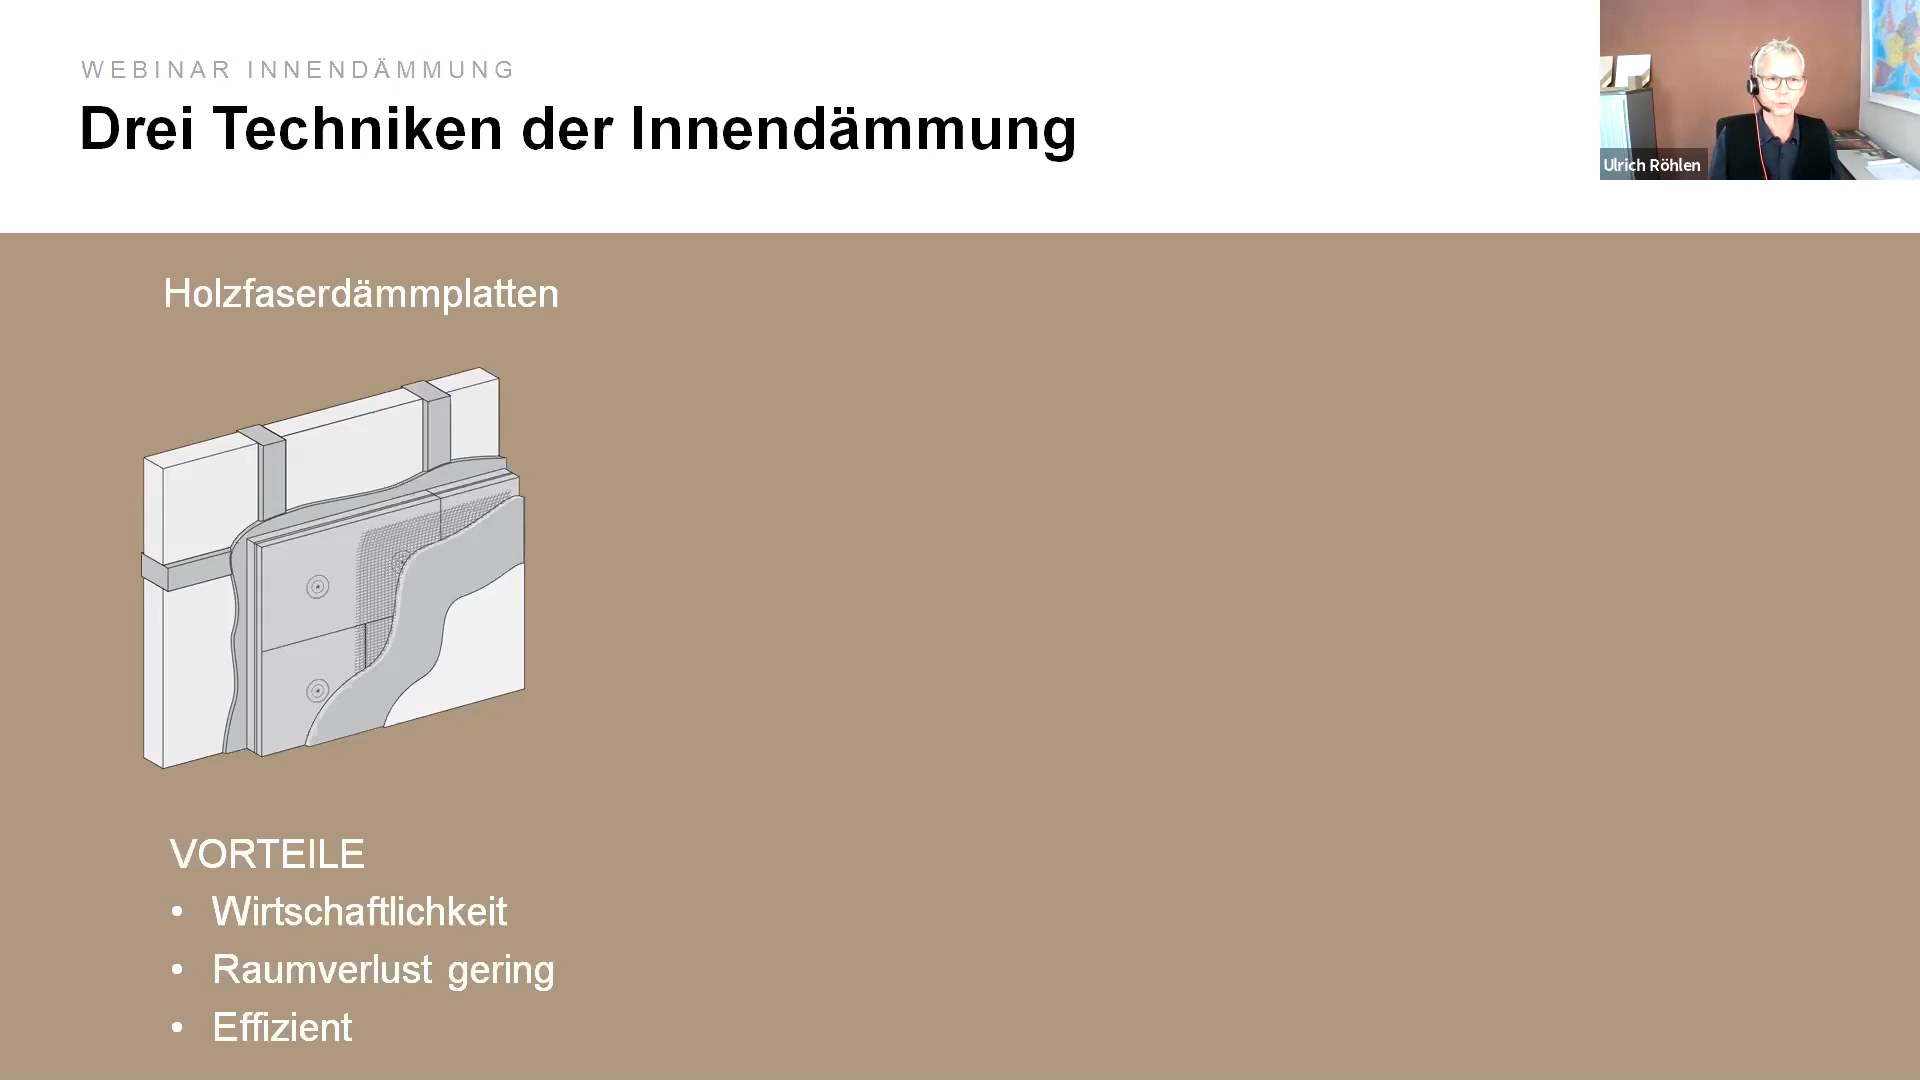 WEBINAR INNENDÄMMUNG
Drei Techniken der Innendämmung
Ulrich Röhlen
Holzfaserdämmplatten
VORTEILE
• Wirtschaftlichkeit
• Raumverlust gering
• Effizient